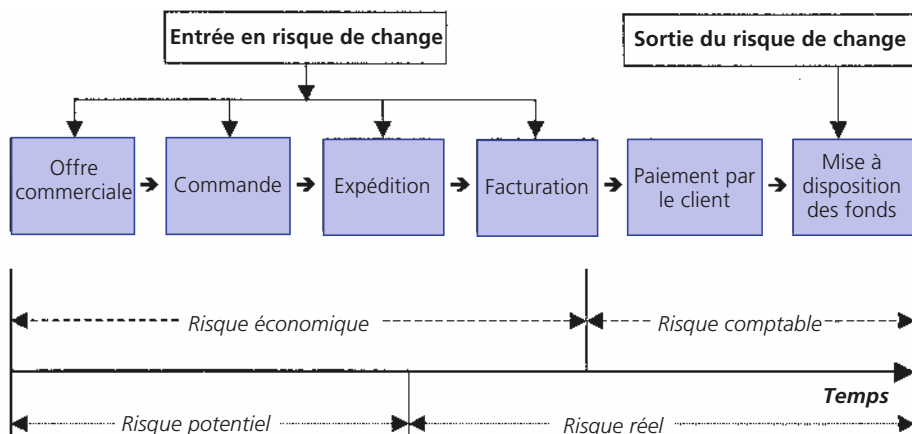 Entrée en risque de change
Sortie du risque de change
Offre
commerciale
Commande
Expédition
Facturation
Paiement par
le client
Mise à
disposition
des fonds
Risque économique
Risque comptable
Temps
Risque potentiel
Risque réel